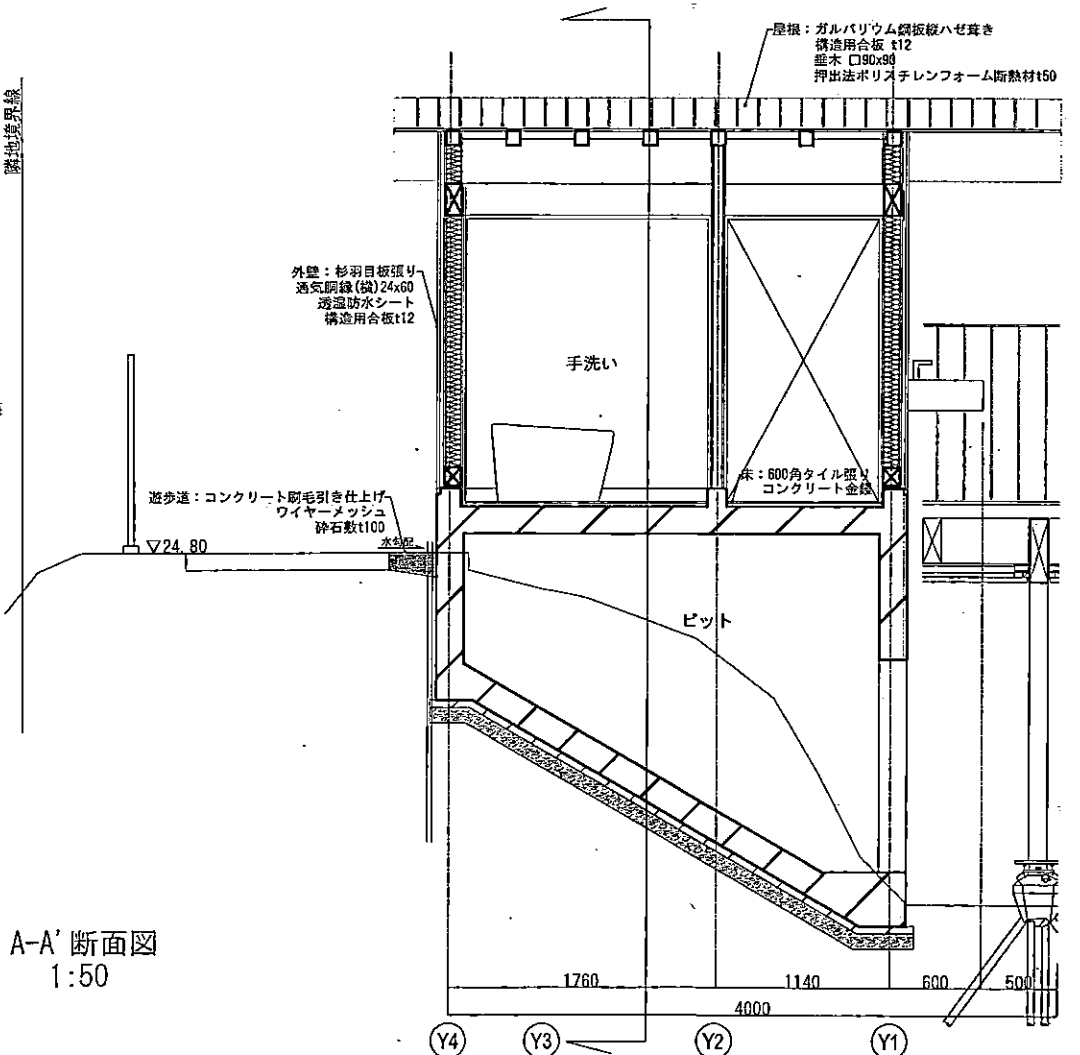 屋根：ガルバリウム鋼板縦ハゼ葺き
構造用合板 t12
垂木 口90x90
押出法ポリスチレンフォーム断熱材t50
隣地境界線
外壁：杉羽目板張り
通気胴縁(横)24x60
透湿防水シート
構造用合板t12
手洗い
床：600角タイル張り
コンクリート金鏝
遊歩道：コンクリート刷毛引き仕上げ
ワイヤーメッシュ
砕石敷t100
水勾配
▽24.80
ピット
A-A'断面図
1:50
1760 1140 600 500
4000
Y4 Y3 Y2 Y1